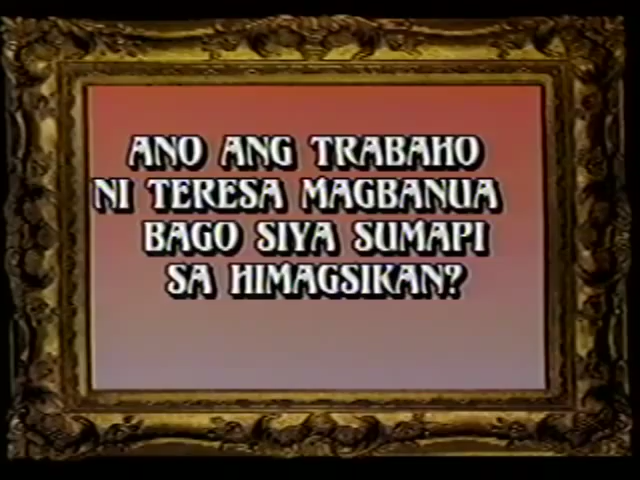 ANO ANG TRABAHO
NI TERESA MAGBANUA
BAGO SIYA SUMAPI
SA HIMAGSIKAN?